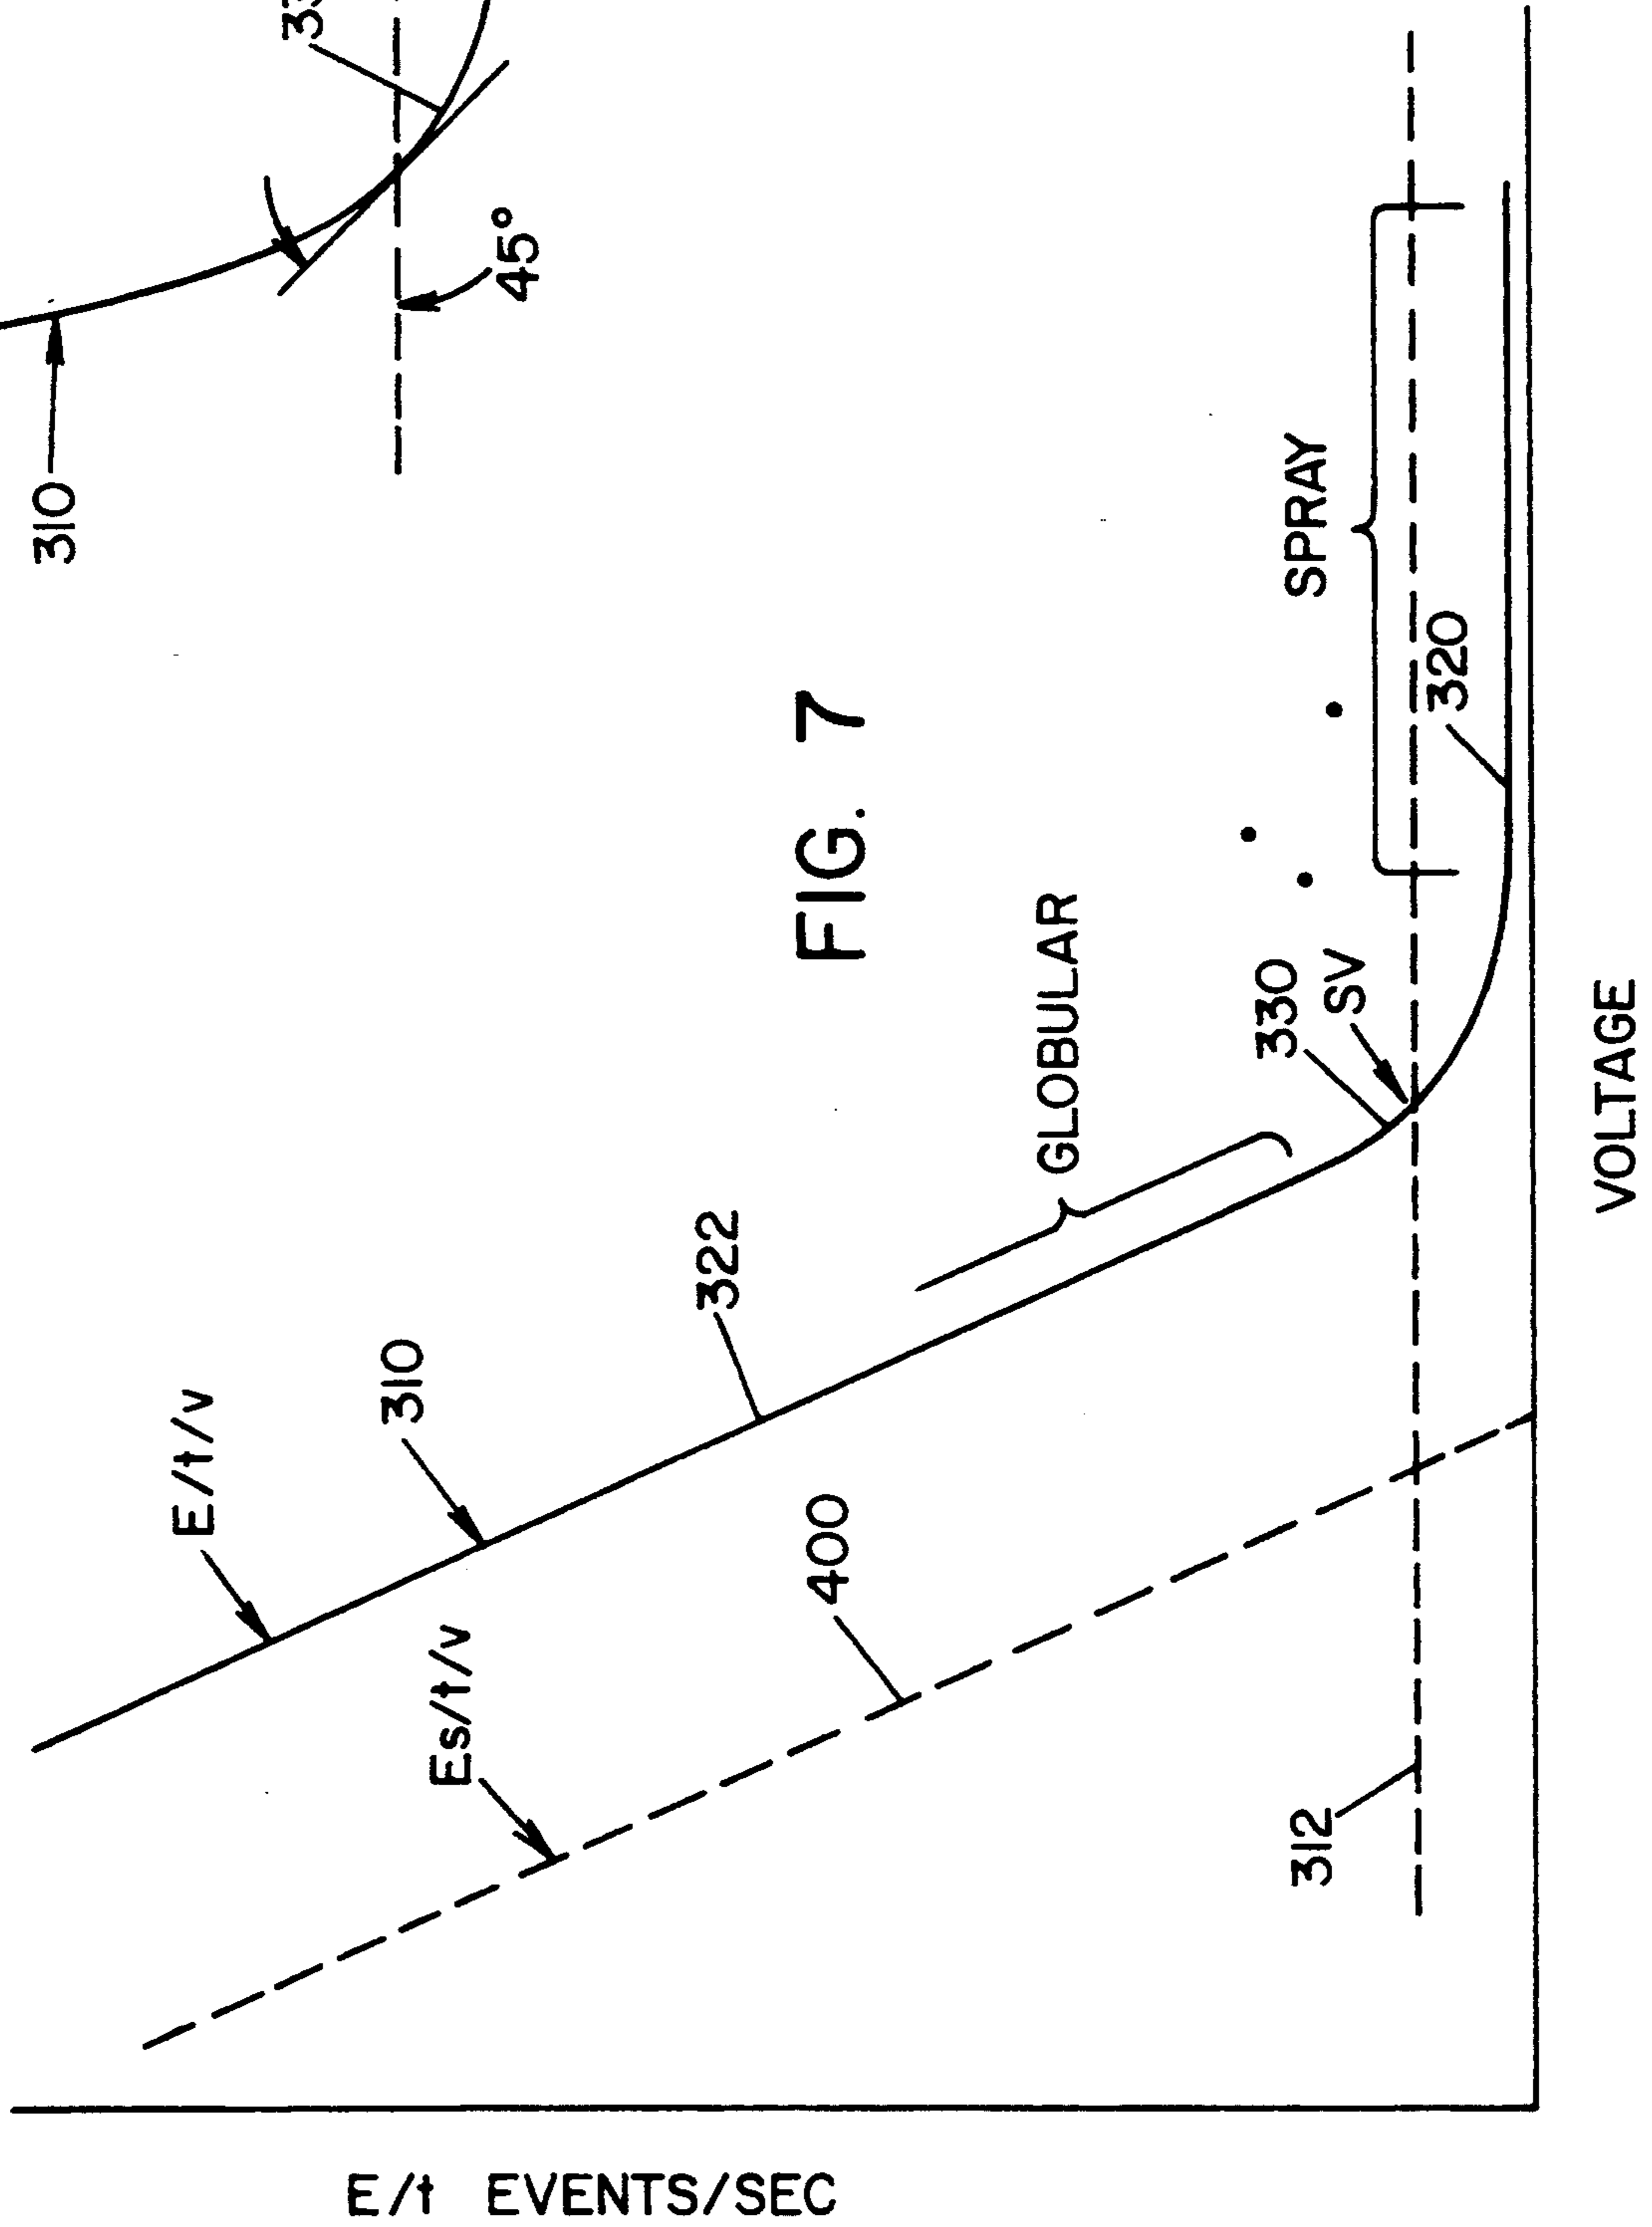 310
45°
E/t/v
310
Es/t/v
322
400
FIG. 7
GLOBULAR
330
SV
SPRAY
312
320
VOLTAGE
E/t EVENTS/SEC